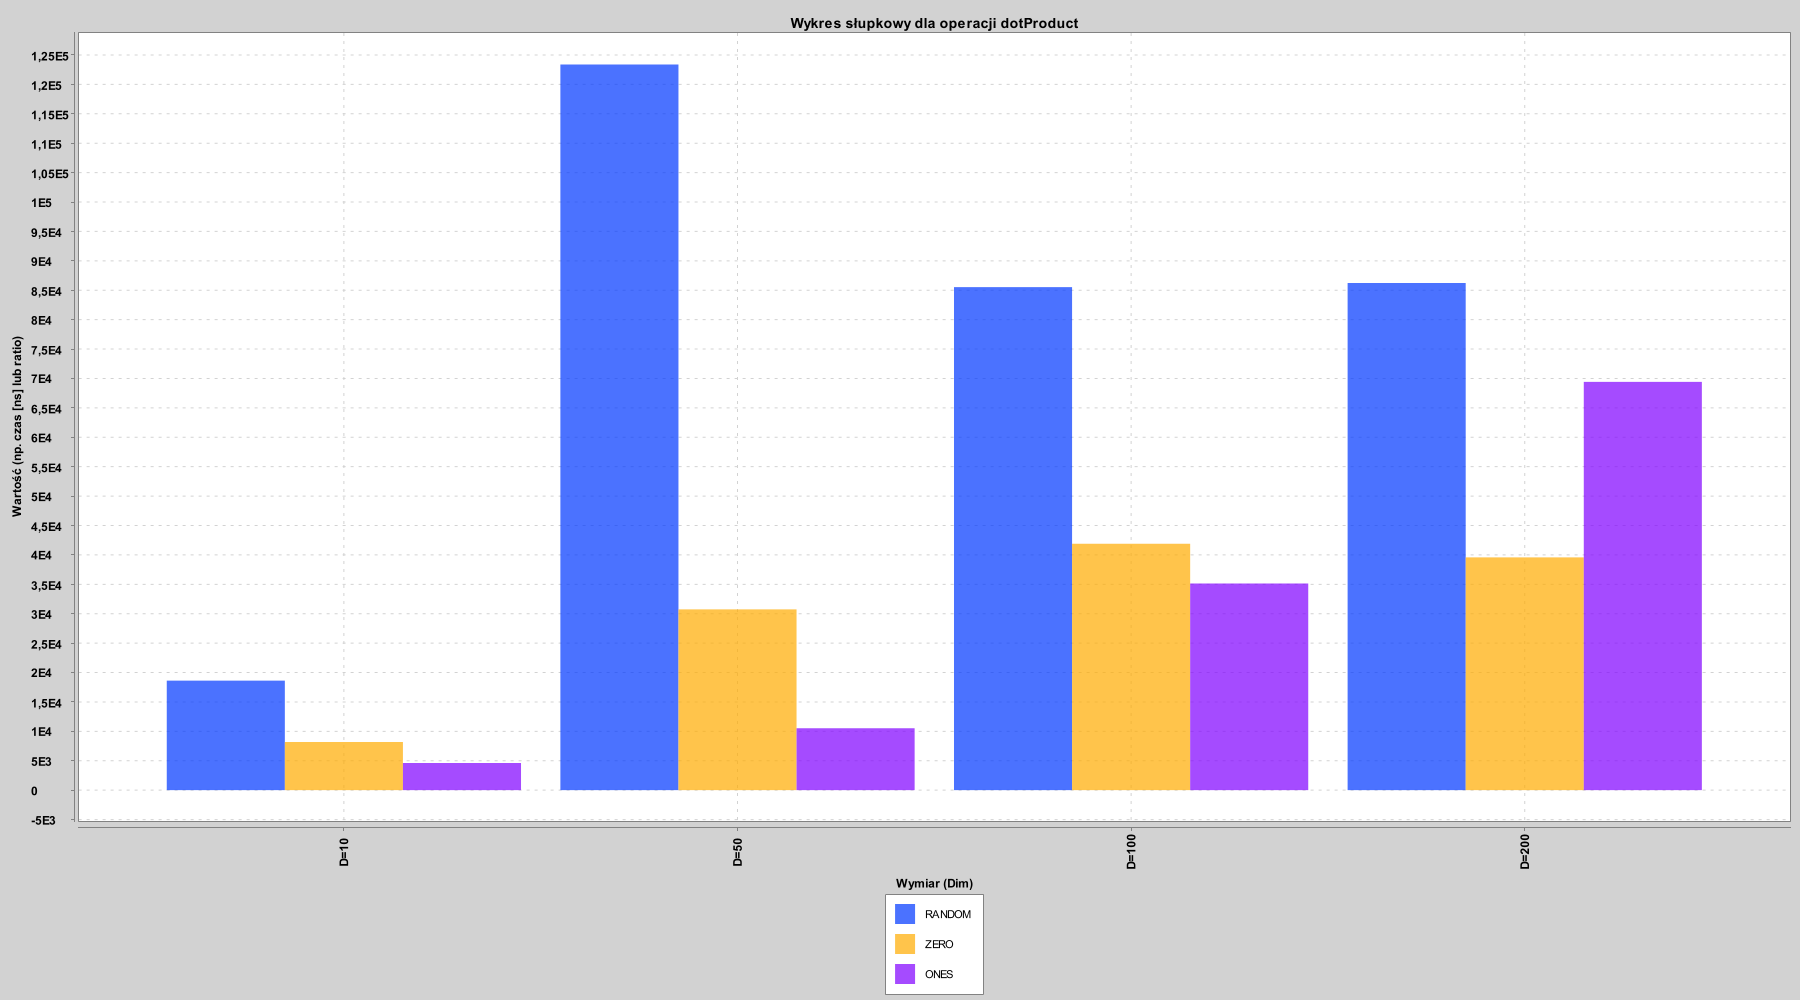 Wykres słupkowy dla operacji dotProduct
Wartość (np. czas [ns] lub ratio)
1,25E5
1,2E5
1,15E5
1,1E5
1,05E5
1E5
9,5E4
9E4
8,5E4
8E4
7,5E4
7E4
6,5E4
6E4
5,5E4
5E4
4,5E4
4E4
3,5E4
3E4
2,5E4
2E4
1,5E4
1E4
5E3
0
-5E3
D=10
D=50
D=100
D=200
Wymiar (Dim)
RANDOM
ZERO
ONES